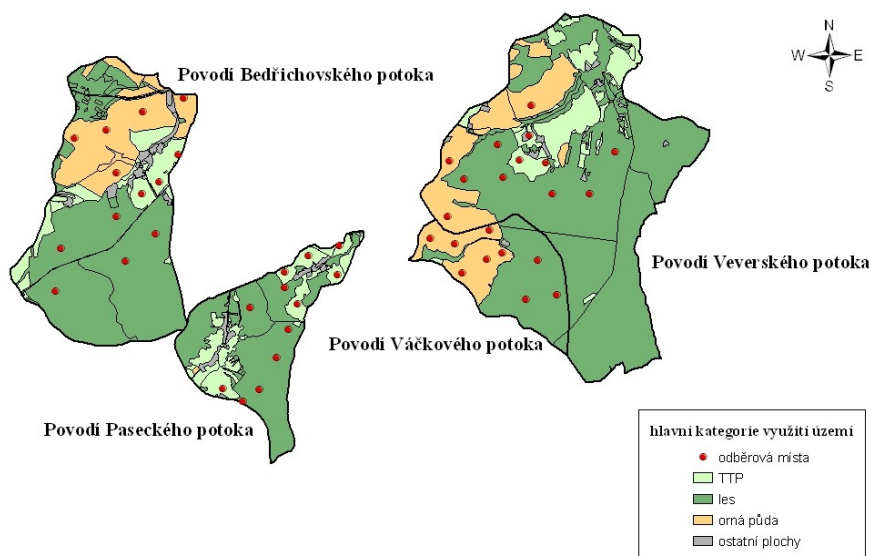 N
W E
S
Povodí Bedřichovského potoka
Povodí Veverského potoka
Povodí Váčkového potoka
Povodí Paseckého potoka
hlavní kategorie využití území
odběrová místa
TTP
les
orná půda
ostatní plochy